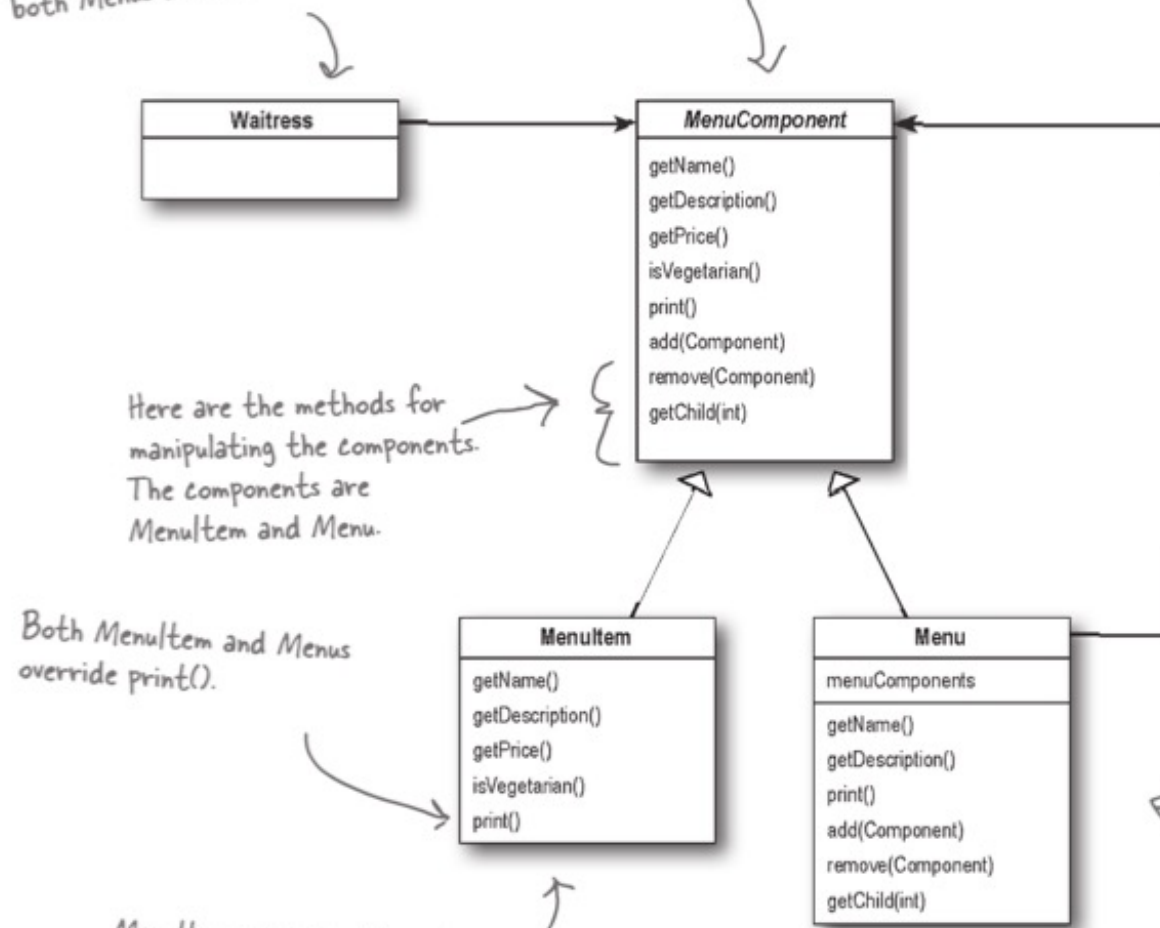 both Menus
Waitress
MenuComponent
getName()
getDescription()
getPrice()
isVegetarian()
print()
add(Component)
remove(Component)
getChild(int)
Here are the methods for
manipulating the components.
The components are
MenuItem and Menu.
Both MenuItem and Menus
override print().
MenuItem
getName()
getDescription()
getPrice()
isVegetarian()
print()
Menu
menuComponents
getName()
getDescription()
print()
add(Component)
remove(Component)
getChild(int)